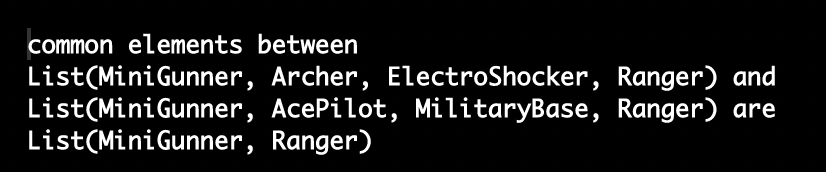 common elements between
List(MiniGunner, Archer, ElectroShocker, Ranger) and
List(MiniGunner, AcePilot, MilitaryBase, Ranger) are
List(MiniGunner, Ranger)